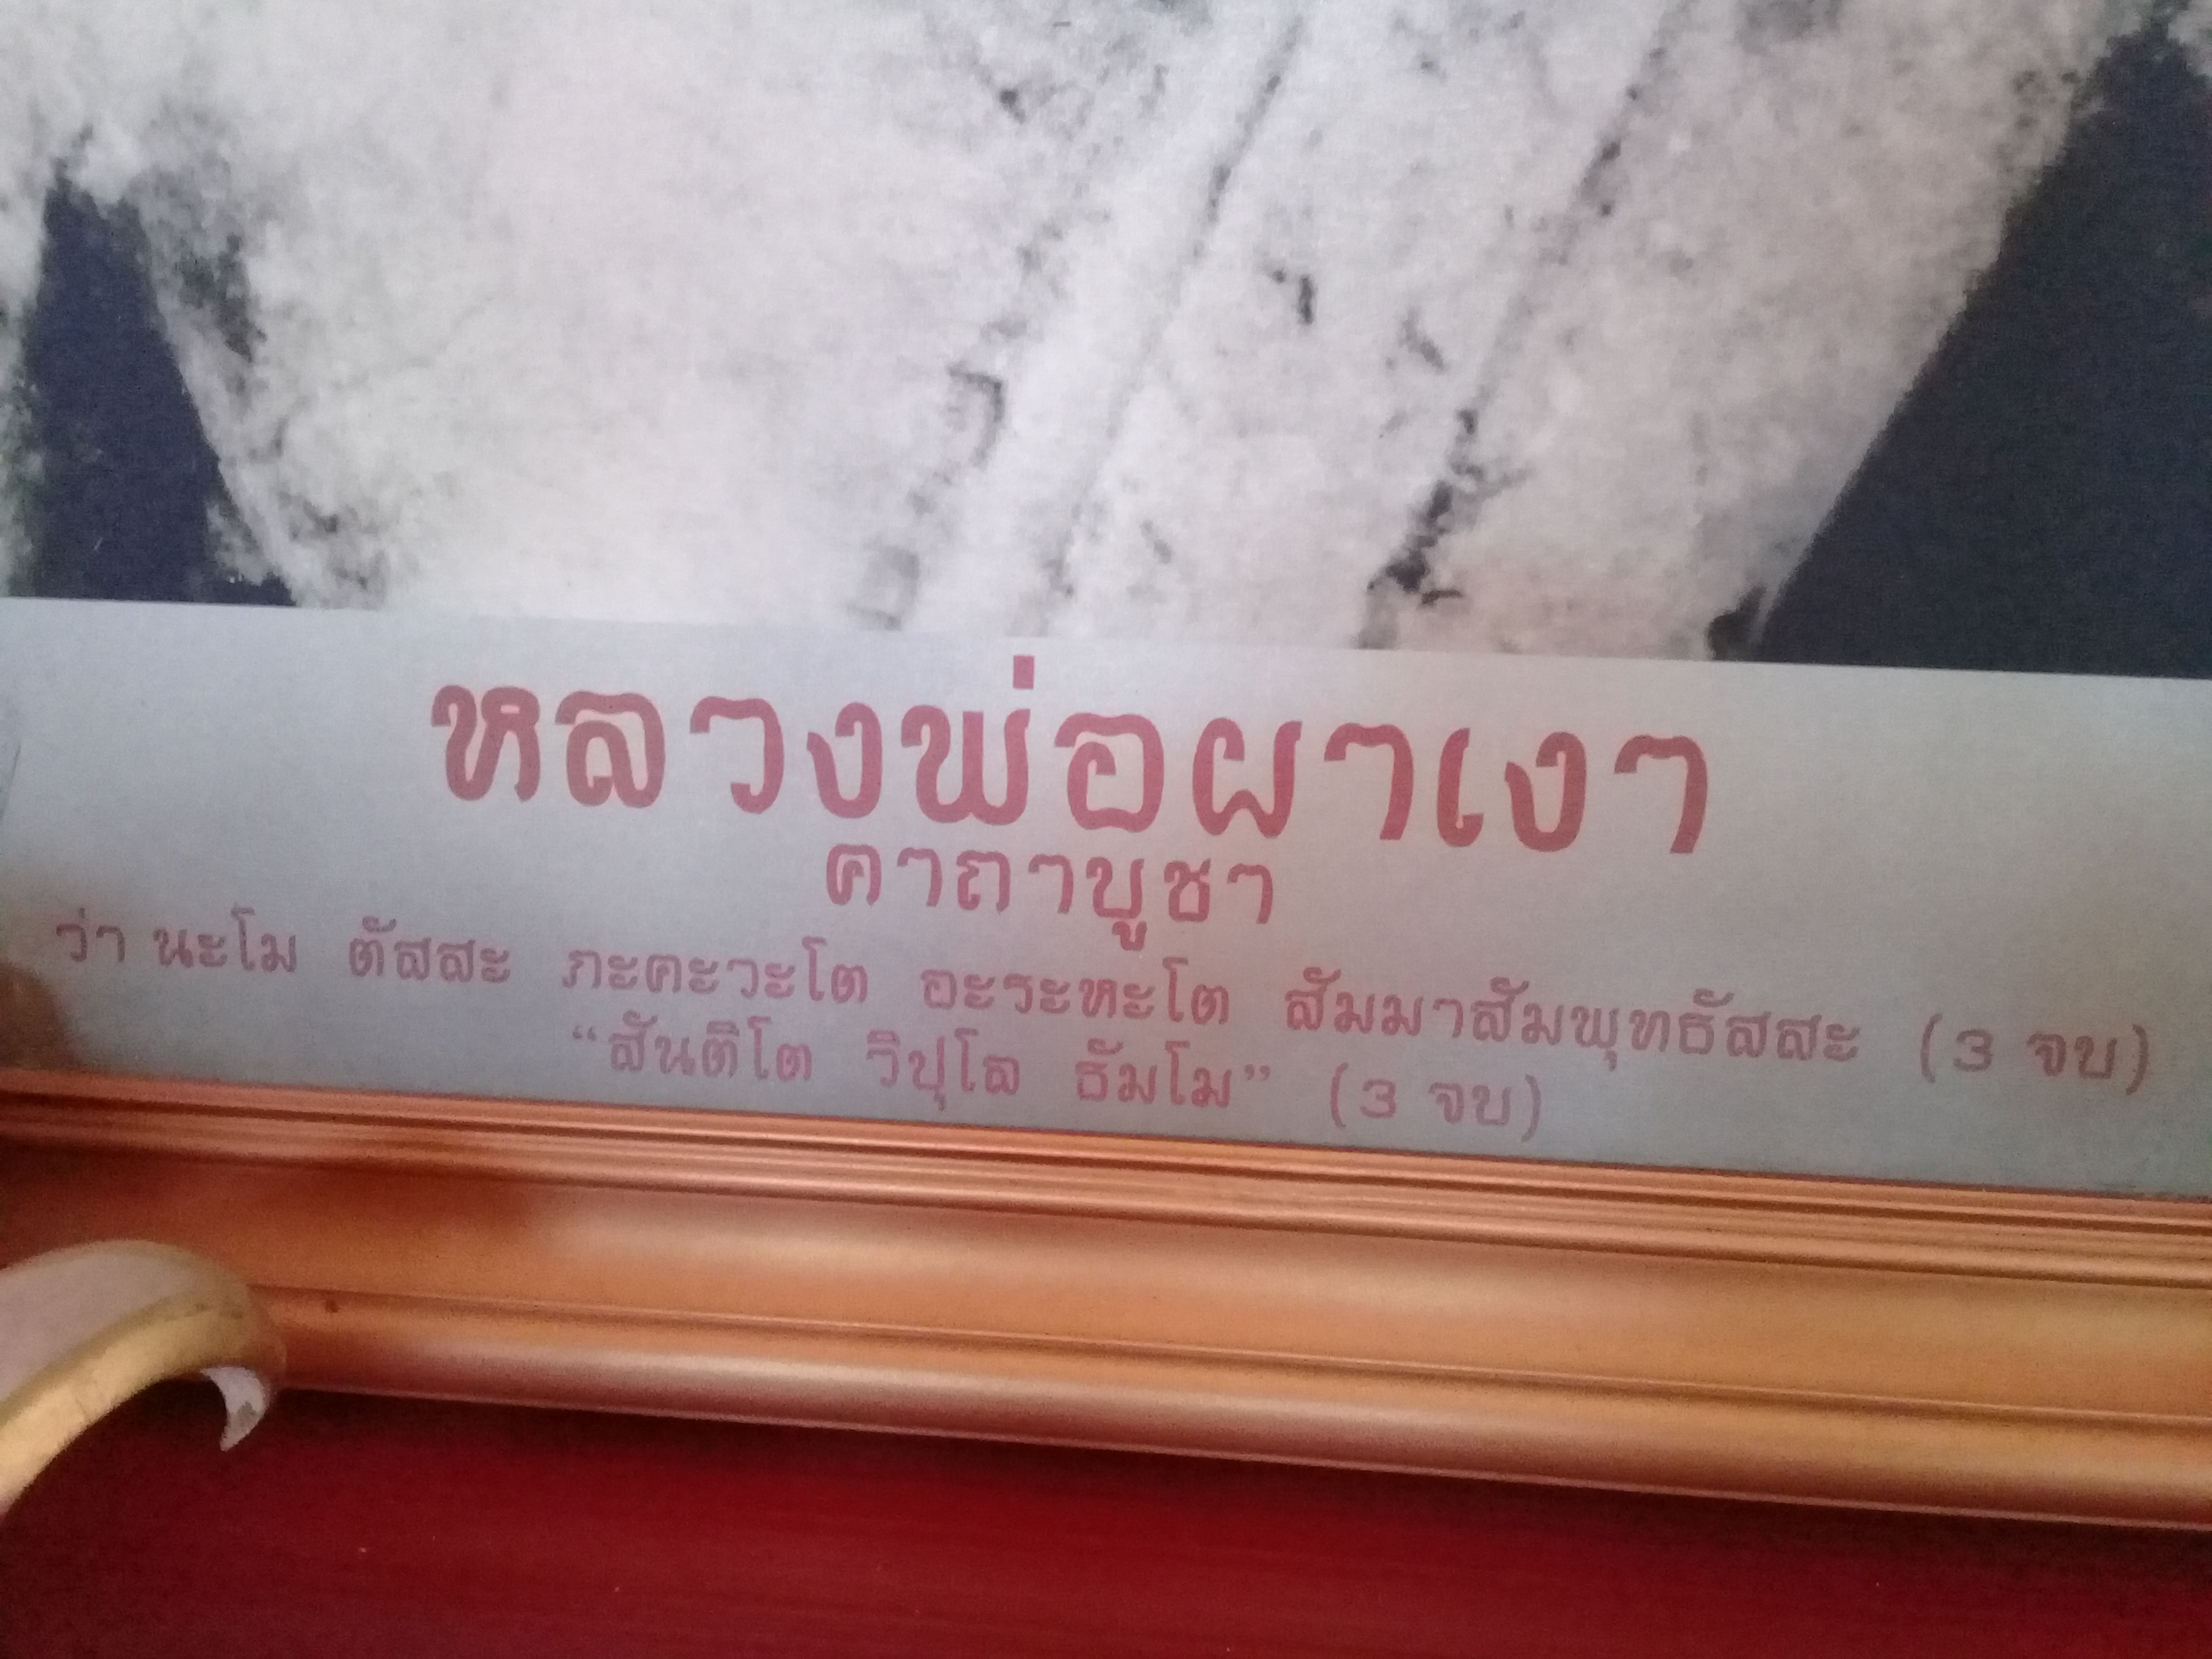 หลวงพ่อผาเงา
คาถาบูชา
ว่า นะโม ตัสสะ ภะคะวะโต อะระหะโต สัมมาสัมพุทธัสสะ (3 จบ)
“สันติโต วิปุโล ธัมโม” (3 จบ)